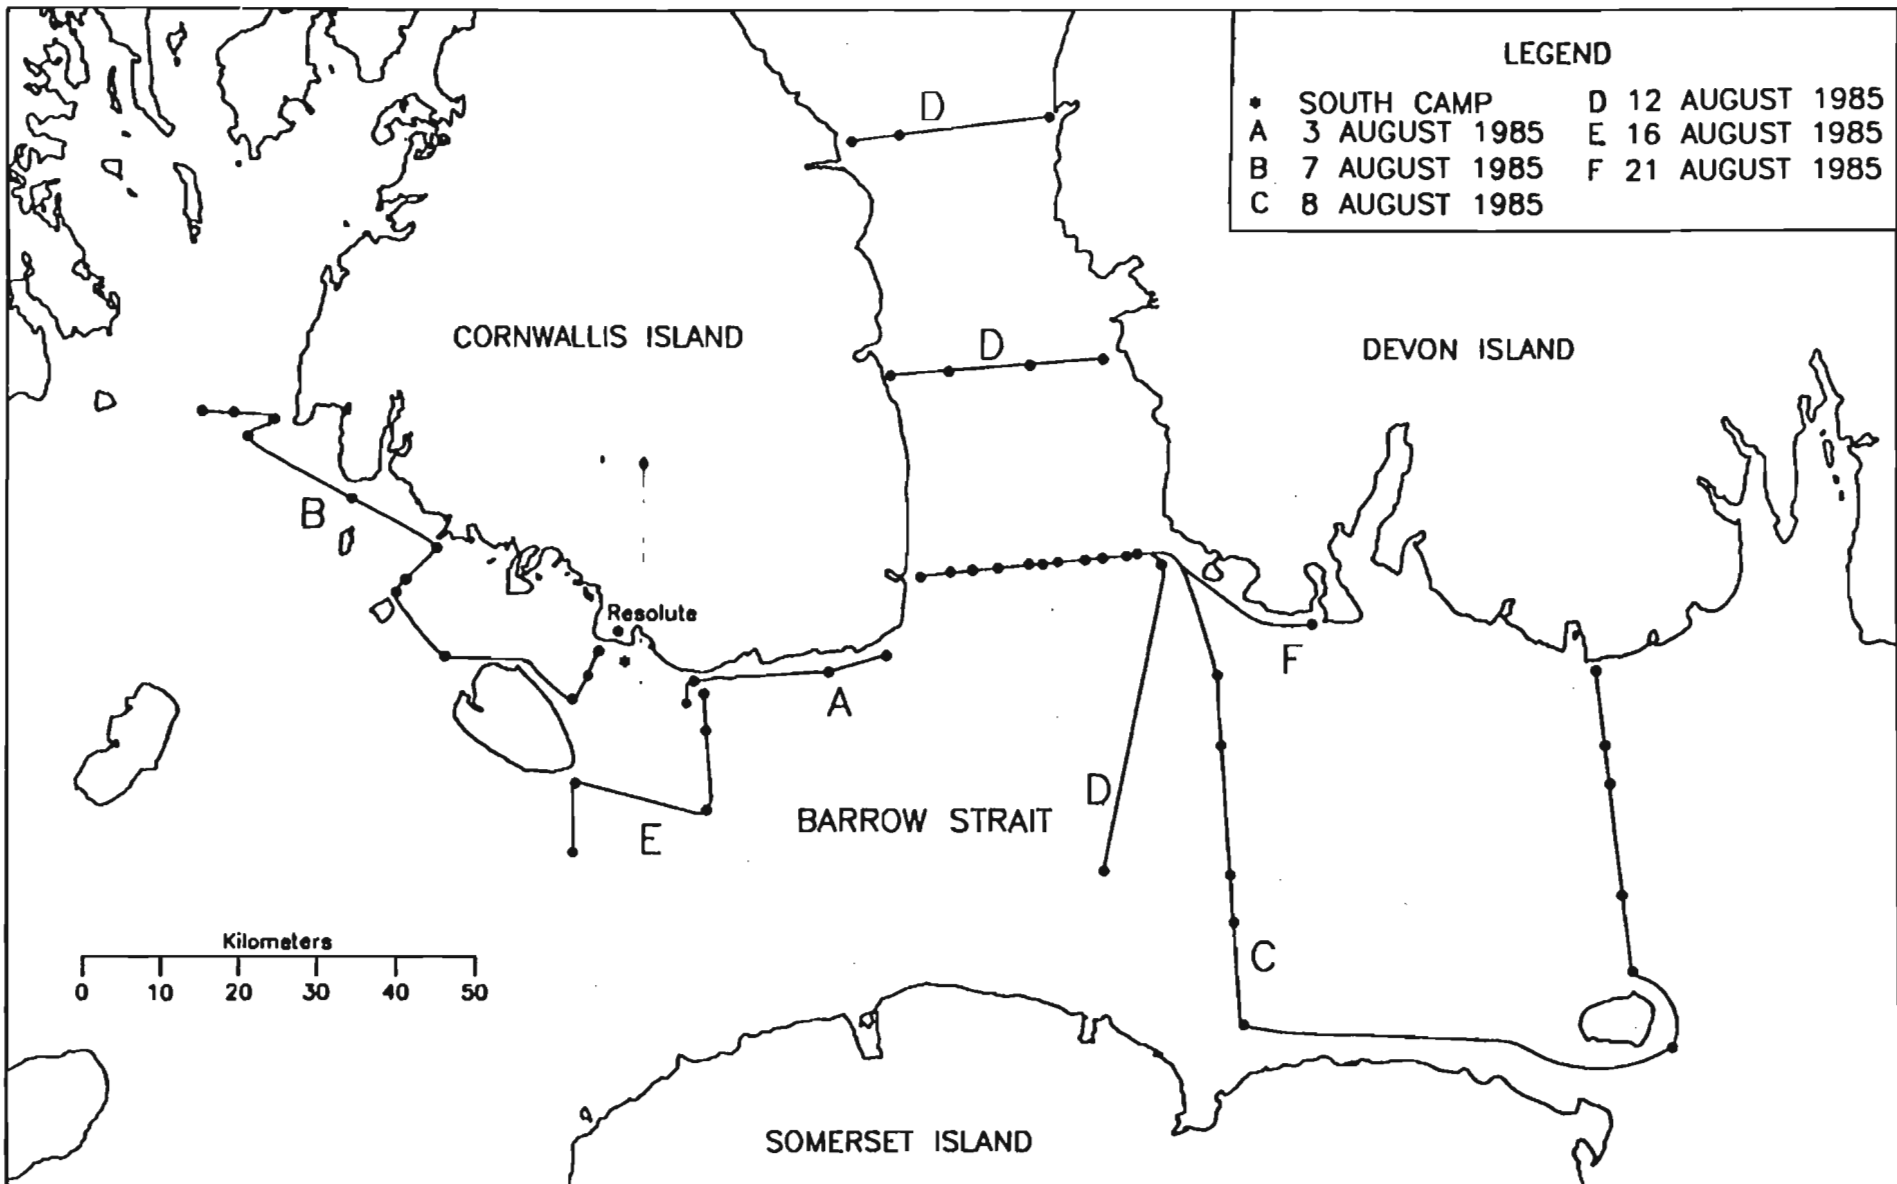 LEGEND
* SOUTH CAMP
A 3 AUGUST 1985
B 7 AUGUST 1985
C 8 AUGUST 1985
D 12 AUGUST 1985
E 16 AUGUST 1985
F 21 AUGUST 1985
D
CORNWALLIS ISLAND
D
DEVON ISLAND
B
Resolute
*
F
A
D
BARROW STRAIT
E
C
Kilometers
0 10 20 30 40 50
SOMERSET ISLAND